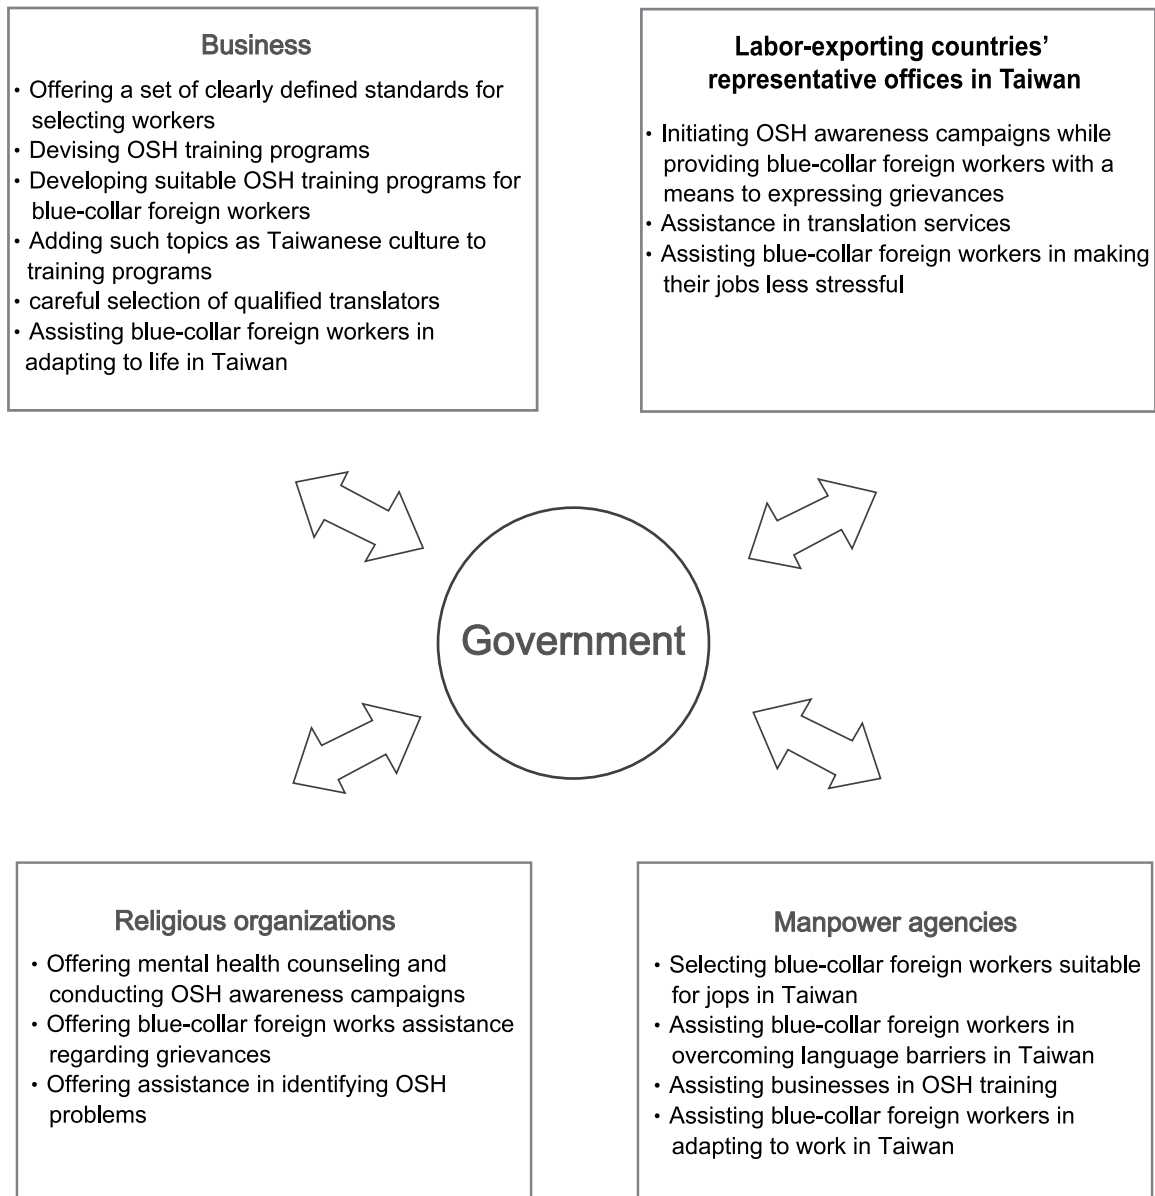 Business
• Offering a set of clearly defined standards for
selecting workers
• Devising OSH training programs
• Developing suitable OSH training programs for
blue-collar foreign workers
• Adding such topics as Taiwanese culture to
training programs
• careful selection of qualified translators
• Assisting blue-collar foreign workers in
adapting to life in Taiwan
Labor-exporting countries’
representative offices in Taiwan
• Initiating OSH awareness campaigns while
providing blue-collar foreign workers with a
means to expressing grievances
• Assistance in translation services
• Assisting blue-collar foreign workers in making
their jobs less stressful
Government
Religious organizations
• Offering mental health counseling and
conducting OSH awareness campaigns
• Offering blue-collar foreign works assistance
regarding grievances
• Offering assistance in identifying OSH
problems
Manpower agencies
• Selecting blue-collar foreign workers suitable
for jops in Taiwan
• Assisting blue-collar foreign workers in
overcoming language barriers in Taiwan
• Assisting businesses in OSH training
• Assisting blue-collar foreign workers in
adapting to work in Taiwan